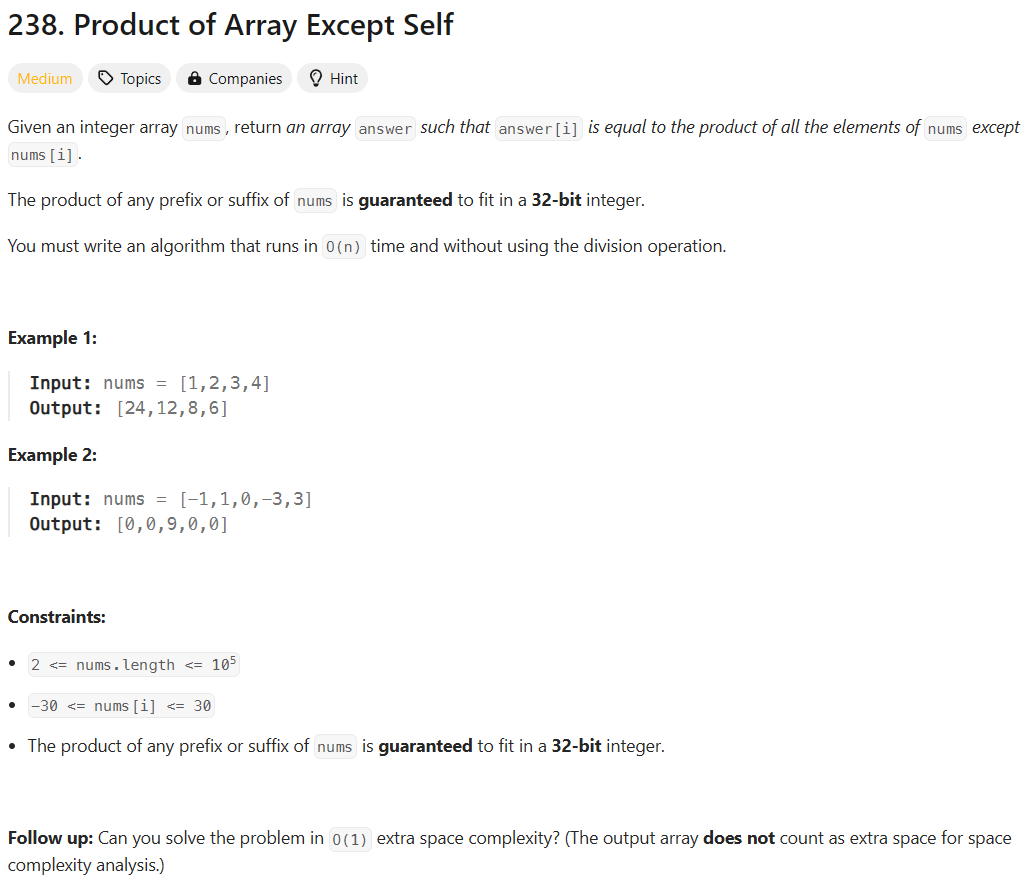 238. Product of Array Except Self
Medium Topics Companies Hint
Given an integer array nums, return an array answer such that answer[i] is equal to the product of all the elements of nums except
nums[i].
The product of any prefix or suffix of nums is guaranteed to fit in a 32-bit integer.
You must write an algorithm that runs in O(n) time and without using the division operation.
Example 1:
Input: nums = [1,2,3,4]
Output: [24,12,8,6]
Example 2:
Input: nums = [-1,1,0,-3,3]
Output: [0,0,9,0,0]
Constraints:
• 2 <= nums.length <= 10⁵
• -30 <= nums[i] <= 30
• The product of any prefix or suffix of nums is guaranteed to fit in a 32-bit integer.
Follow up: Can you solve the problem in O(1) extra space complexity? (The output array does not count as extra space for space
complexity analysis.)